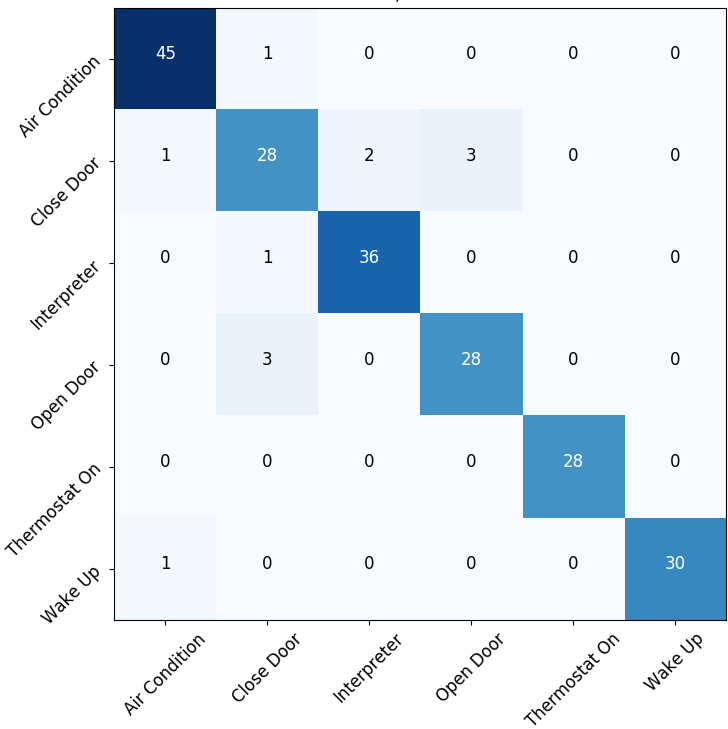 Air Condition 45 1 0 0 0 0
Close Door 1 28 2 3 0 0
Interpreter 0 1 36 0 0 0
Open Door 0 3 0 28 0 0
Thermostat On 0 0 0 0 28 0
Wake Up 1 0 0 0 0 30
Air Condition Close Door Interpreter Open Door Thermostat On Wake Up